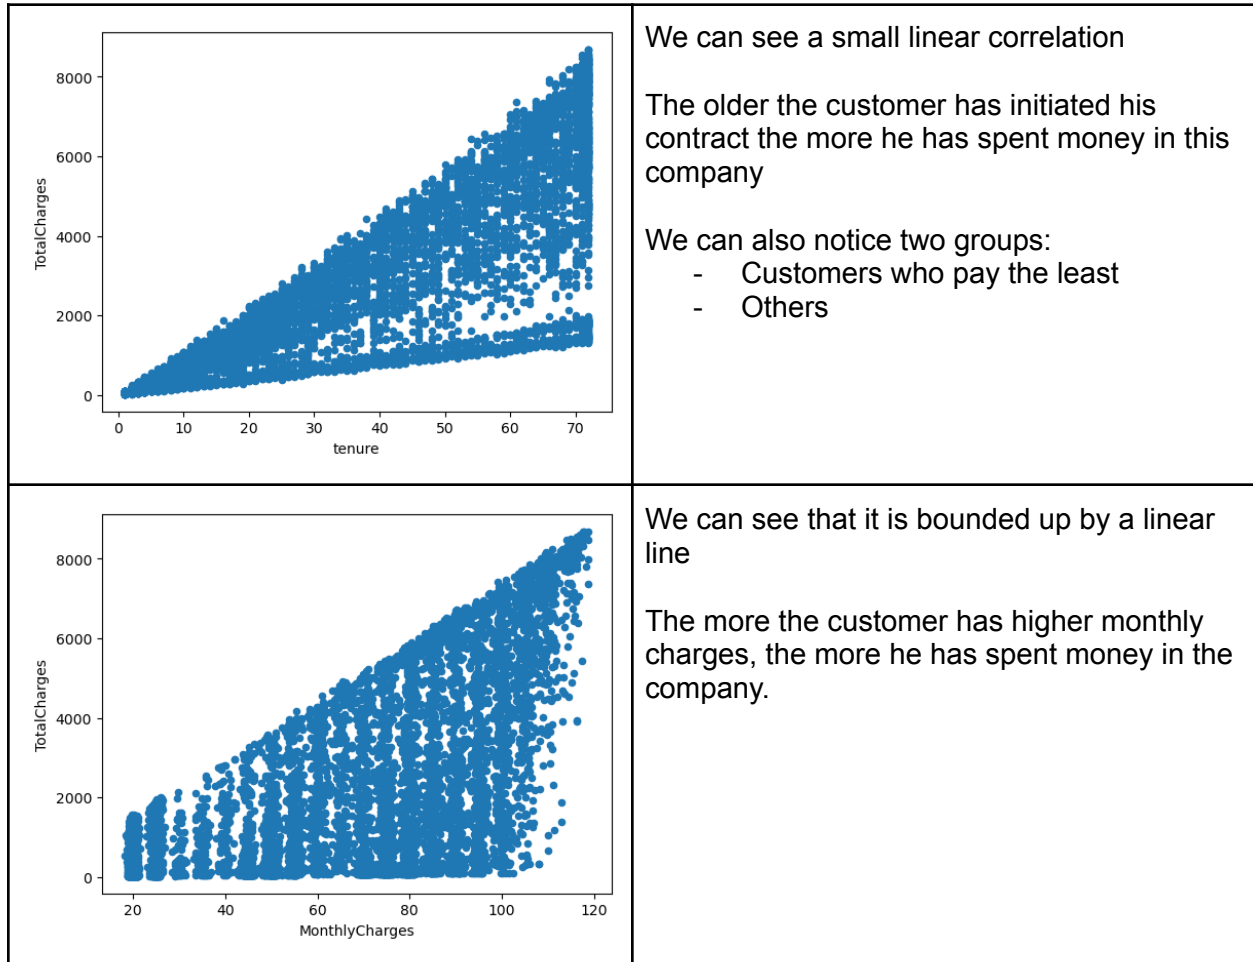 8000
6000
4000
2000
0
TotalCharges
0 10 20 30 40 50 60 70
tenure
We can see a small linear correlation
The older the customer has initiated his
contract the more he has spent money in this
company
We can also notice two groups:
- Customers who pay the least
- Others
8000
6000
4000
2000
0
TotalCharges
20 40 60 80 100 120
MonthlyCharges
We can see that it is bounded up by a linear
line
The more the customer has higher monthly
charges, the more he has spent money in the
company.